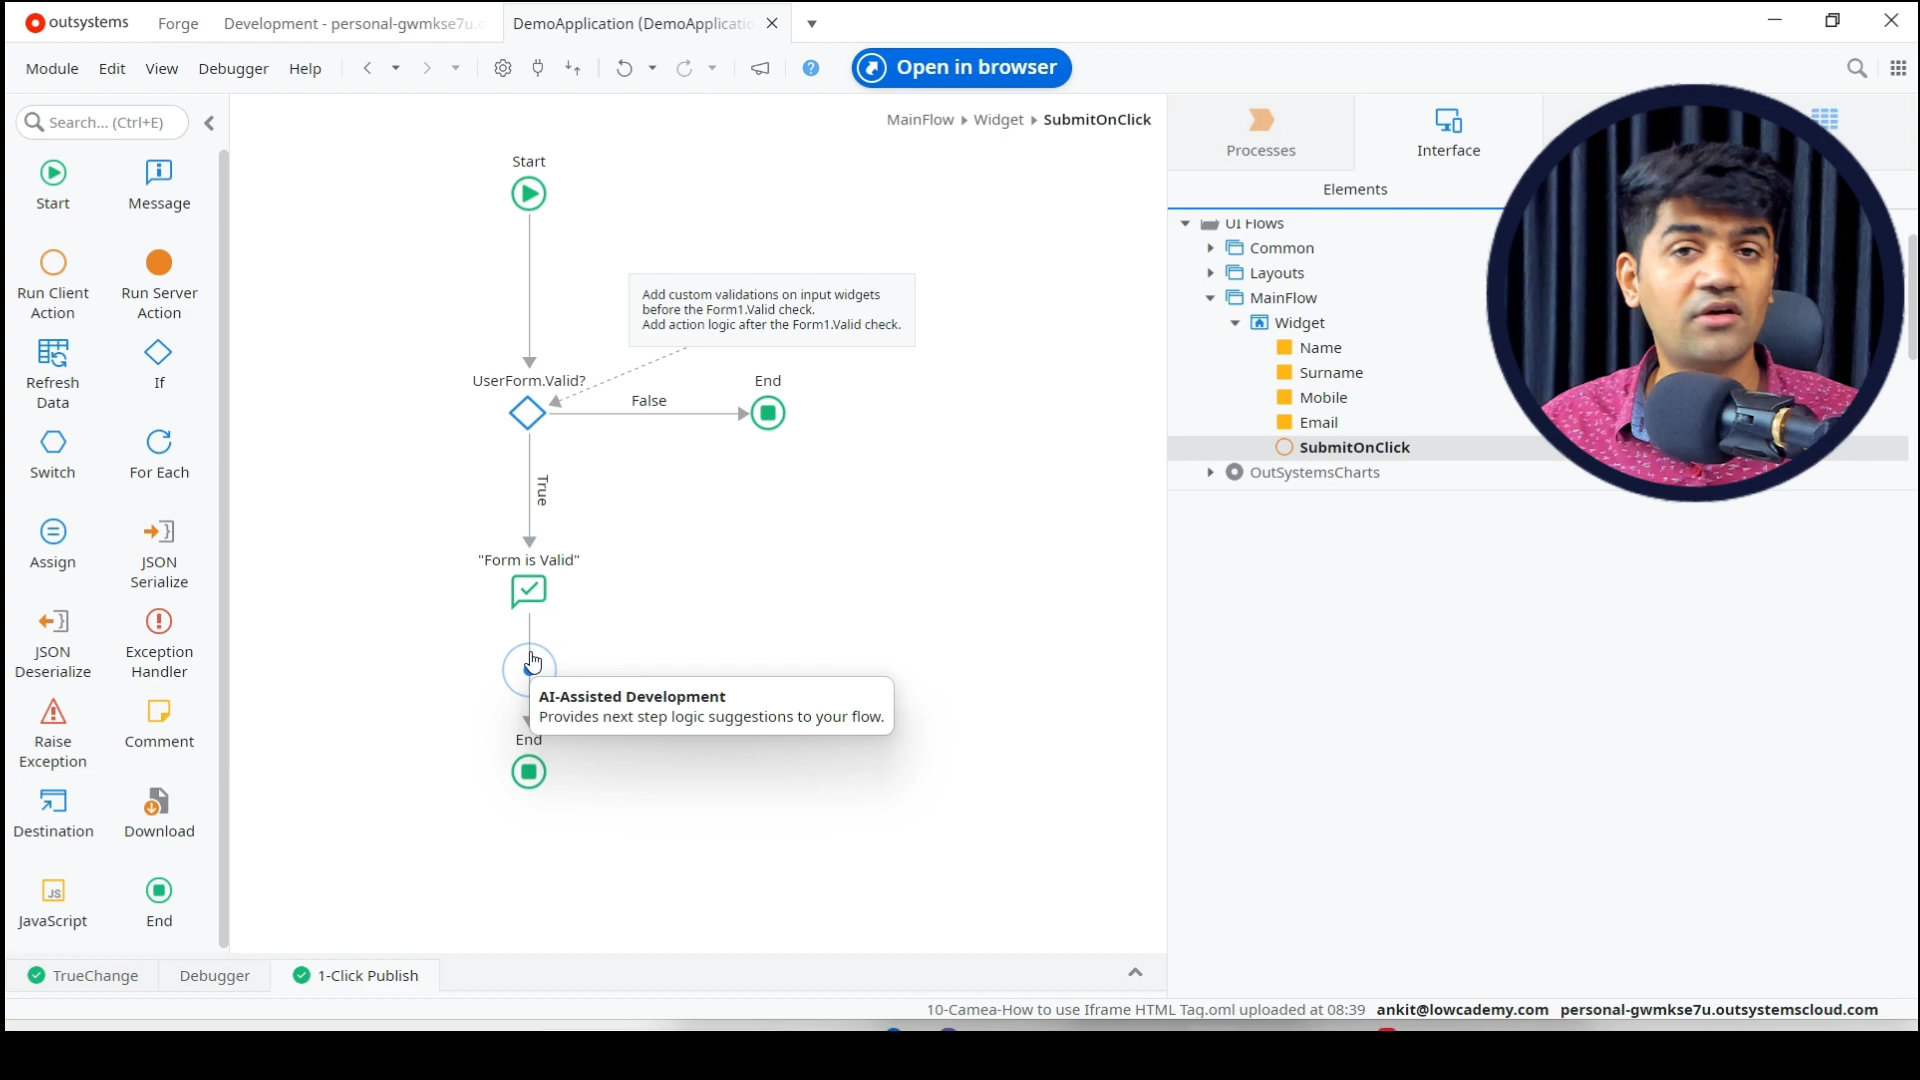 outsystems
Forge
Development - personal-gwmkse7u.o
DemoApplication (DemoApplicatio
Module
Edit
View
Debugger
Help
Open in browser
Search... (Ctrl+E)
Start
Message
Run Client
Action
Run Server
Action
Refresh
Data
If
Switch
For Each
Assign
JSON
Serialize
JSON
Deserialize
Exception
Handler
Raise
Exception
Comment
Destination
Download
JS
JavaScript
End
MainFlow
Widget
SubmitOnClick
Start
Add custom validations on input widgets
before the Form1.Valid check.
Add action logic after the Form1.Valid check.
UserForm.Valid?
False
End
True
"Form is Valid"
AI-Assisted Development
Provides next step logic suggestions to your flow.
End
Processes
Interface
Elements
UI Flows
Common
Layouts
MainFlow
Widget
Name
Surname
Mobile
Email
SubmitOnClick
OutSystemsCharts
TrueChange
Debugger
1-Click Publish
10-Camea-How to use Iframe HTML Tag.oml uploaded at 08:39
ankit@lowcademy.com
personal-gwmkse7u.outsystemscloud.com